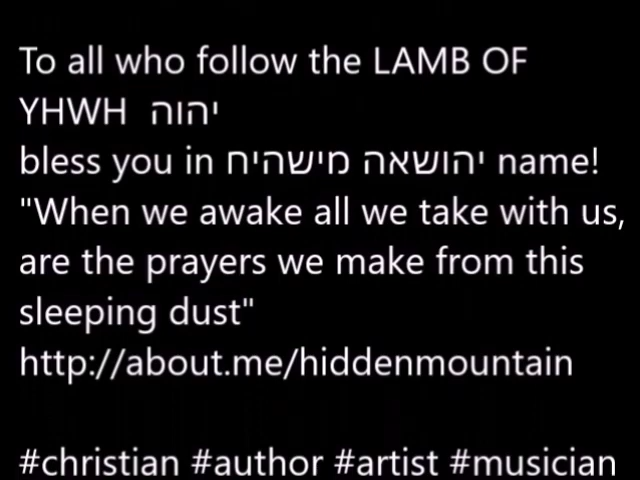 To all who follow the LAMB OF
YHWH יהוה
bless you in יהושאה מישהיח name!
"When we awake all we take with us,
are the prayers we make from this
sleeping dust"
http://about.me/hiddenmountain
#christian #author #artist #musician